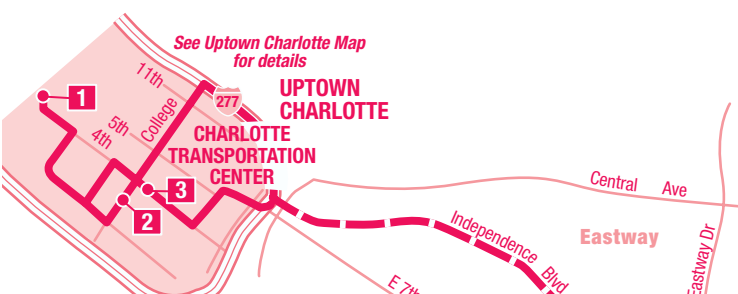 See Uptown Charlotte Map
for details
11th
277
UPTOWN
CHARLOTTE
1
5th
College
4th
CHARLOTTE
TRANSPORTATION
CENTER
3
2
Central Ave
Independence Blvd
Eastway
Eastway Dr
E 7th